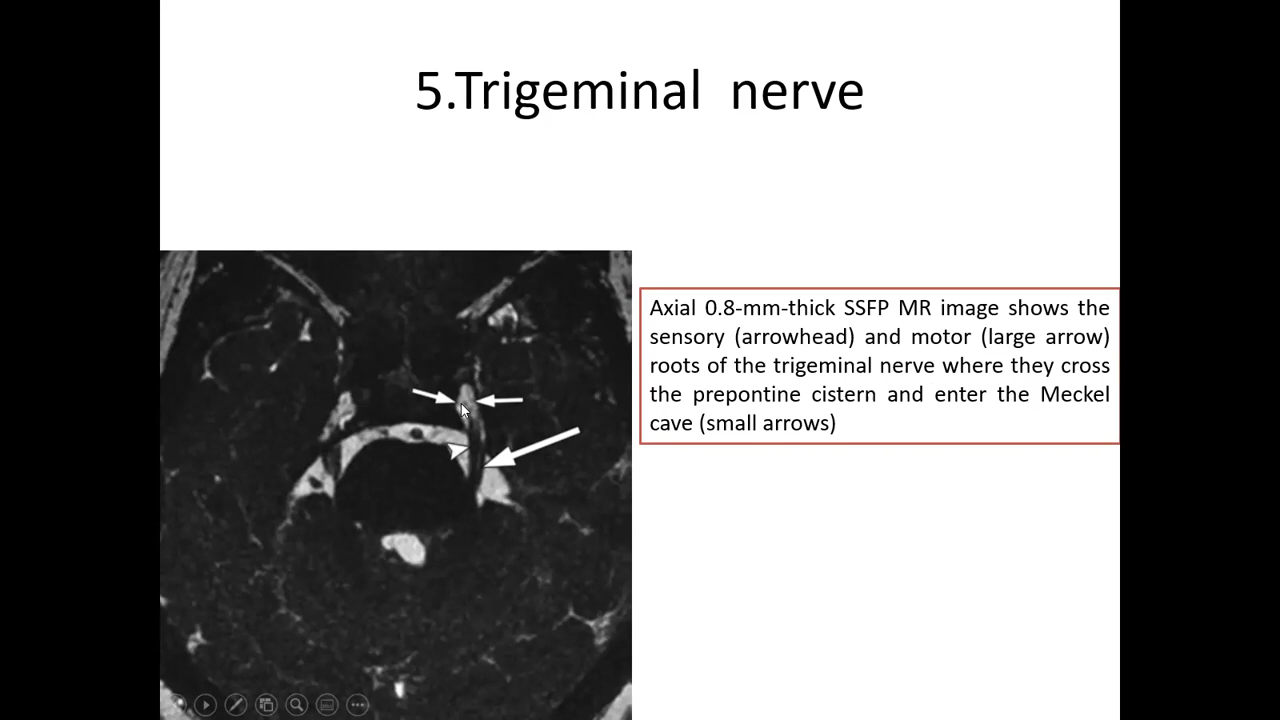 5.Trigeminal nerve
Axial 0.8-mm-thick SSFP MR image shows the
sensory (arrowhead) and motor (large arrow)
roots of the trigeminal nerve where they cross
the prepontine cistern and enter the Meckel
cave (small arrows)